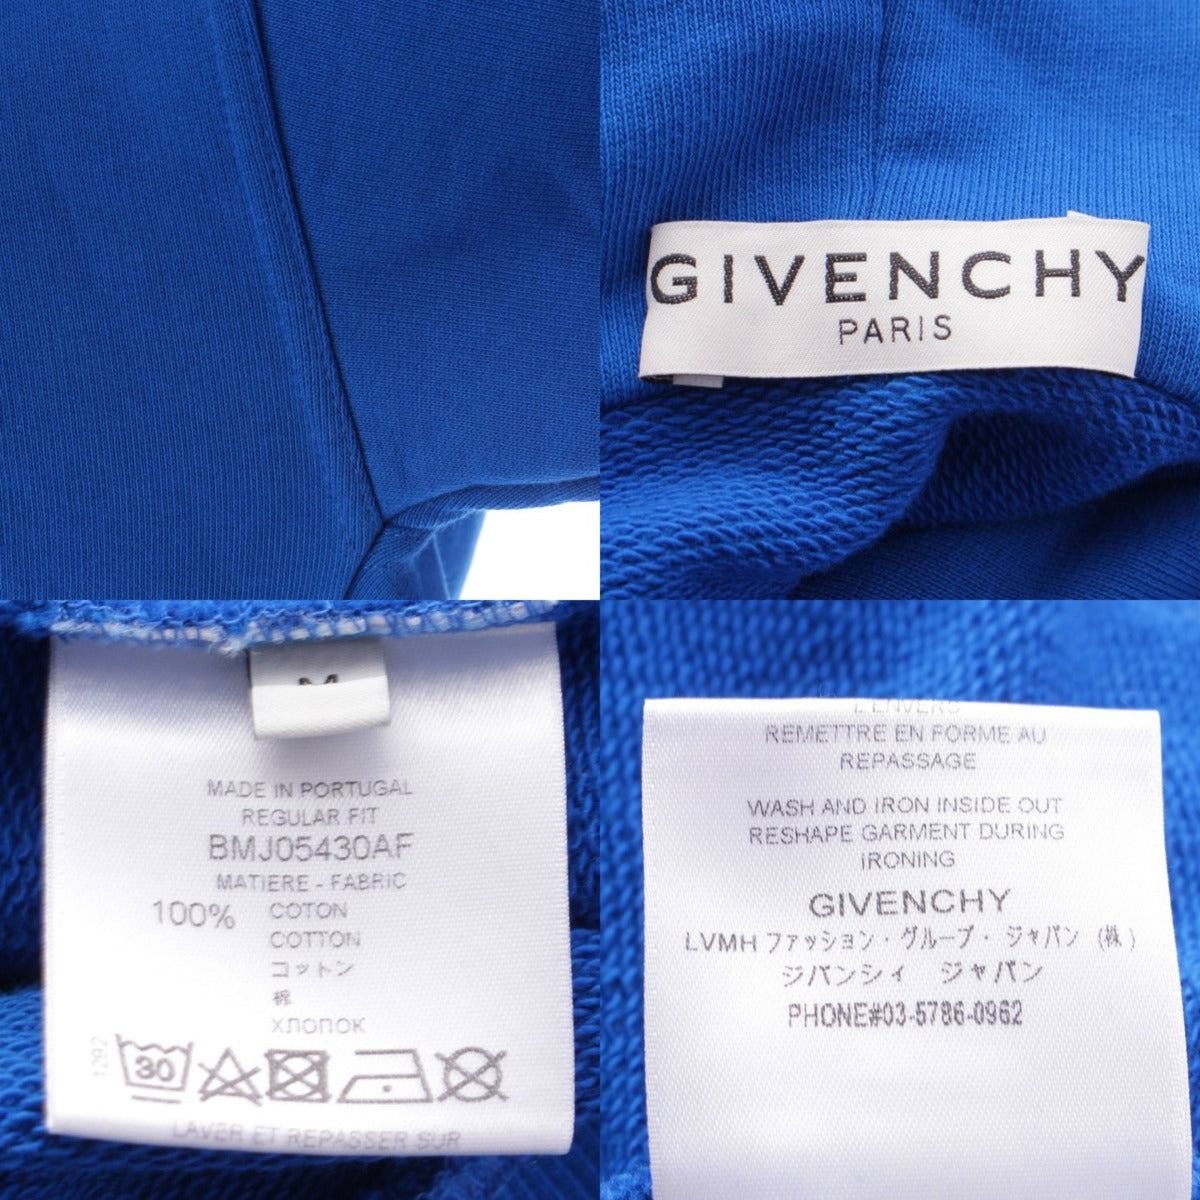 GIVENCHY
PARIS
M
MADE IN PORTUGAL
REGULAR FIT
BMJ05430AF
MATIERE - FABRIC
100% COTON
COTTON
コットン
棉
ХЛОПОК
1292
30
LAVER ET REPASSER SUR
L'ENVERS
REMETTRE EN FORME AU
REPASSAGE
WASH AND IRON INSIDE OUT
RESHAPE GARMENT DURING
IRONING
GIVENCHY
LVMH ファッション・グループ・ジャパン (株)
ジバンシィ ジャパン
PHONE#03-5786-0962